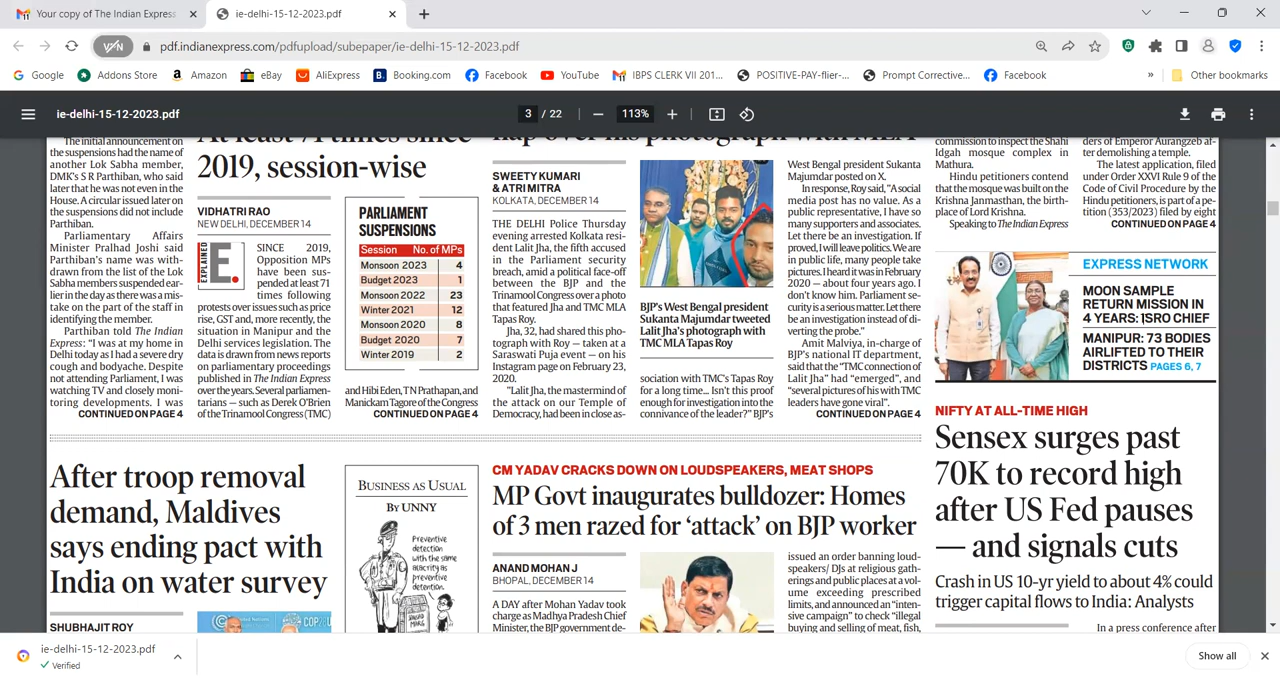 Your copy of The Indian Express
ie-delhi-15-12-2023.pdf
pdf.indianexpress.com/pdfupload/subepaper/ie-delhi-15-12-2023.pdf
Google
Addons Store
Amazon
eBay
AliExpress
Booking.com
Facebook
YouTube
IBPS CLERK VII 201...
POSITIVE-PAY-flier-...
Prompt Corrective...
Facebook
»
Other bookmarks
ie-delhi-15-12-2023.pdf
3 / 22
113%
The initial announcement on
the suspensions had the name of
another Lok Sabha member,
DMK's S R Parthiban, who said
later that he was not even in the
House. A circular issued later on
the suspensions did not include
Parthiban.
Parliamentary Affairs
Minister Pralhad Joshi said
Parthiban's name was with-
drawn from the list of the Lok
Sabha members suspended ear-
lier in the day as there was a mis-
take on the part of the staff in
identifying the member.
Parthiban told The Indian
Express: “I was at my home in
Delhi today as I had a severe dry
cough and bodyache. Despite
not attending Parliament, I was
watching TV and closely moni-
toring developments. I was
CONTINUED ON PAGE 4
At least 71 times since
2019, session-wise
VIDHATRI RAO
NEW DELHI, DECEMBER 14
EXPLAINED
E.
SINCE 2019,
Opposition MPs
have been sus-
pended at least 71
times following
protests over issues such as price
rise, GST and, more recently, the
situation in Manipur and the
Delhi services legislation. The
data is drawn from news reports
on parliamentary proceedings
published in The Indian Express
over the years. Several parliamen-
tarians — such as Derek O'Brien
of the Trinamool Congress (TMC)
PARLIAMENT
SUSPENSIONS
Session No. of MPs
Monsoon 2023 4
Budget 2023 1
Monsoon 2022 23
Winter 2021 12
Monsoon 2020 8
Budget 2020 7
Winter 2019 2
and Hibi Eden, TN Prathapan, and
Manickam Tagore of the Congress
CONTINUED ON PAGE 4
over his photograph with MLA
SWEETY KUMARI
& ATRI MITRA
KOLKATA, DECEMBER 14
THE DELHI Police Thursday
evening arrested Kolkata resi-
dent Lalit Jha, the fifth accused
in the Parliament security
breach, amid a political face-off
between the BJP and the
Trinamool Congress over a photo
that featured Jha and TMC MLA
Tapas Roy.
Jha, 32, had shared this pho-
tograph with Roy — taken at a
Saraswati Puja event — on his
Instagram page on February 23,
2020.
“Lalit Jha, the mastermind of
the attack on our Temple of
Democracy, had been in close as-
BJP's West Bengal president
Sukanta Majumdar tweeted
Lalit Jha's photograph with
TMC MLA Tapas Roy
sociation with TMC's Tapas Roy
for a long time... Isn't this proof
enough for investigation into the
connivance of the leader?” BJP's
West Bengal president Sukanta
Majumdar posted on X.
In response, Roy said, “A social
media post has no value. As a
public representative, I have so
many supporters and associates.
Let there be an investigation. If
proved, I will leave politics. We are
in public life, many people take
pictures. I heard it was in February
2020 — about four years ago. I
don't know him. Parliament se-
curity is a serious matter. Let there
be an investigation instead of di-
verting the probe.”
Amit Malviya, in-charge of
BJP's national IT department,
said that the “TMC connection of
Lalit Jha” had “emerged”, and
“several pictures of his with TMC
leaders have gone viral”.
CONTINUED ON PAGE 4
commission to inspect the Shahi
Idgah mosque complex in
Mathura.
Hindu petitioners contend
that the mosque was built on the
Krishna Janmasthan, the birth-
place of Lord Krishna.
Speaking to The Indian Express
ders of Emperor Aurangzeb af-
ter demolishing a temple.
The latest application, filed
under Order XXVI Rule 9 of the
Code of Civil Procedure by the
Hindu petitioners, is part of a pe-
tition (353/2023) filed by eight
CONTINUED ON PAGE 4
EXPRESS NETWORK
MOON SAMPLE
RETURN MISSION IN
4 YEARS: ISRO CHIEF
MANIPUR: 73 BODIES
AIRLIFTED TO THEIR
DISTRICTS PAGES 6, 7
NIFTY AT ALL-TIME HIGH
Sensex surges past
70K to record high
after US Fed pauses
— and signals cuts
Crash in US 10-yr yield to about 4% could
trigger capital flows to India: Analysts
In a press conference after
After troop removal
demand, Maldives
says ending pact with
India on water survey
SHUBHAJIT ROY
COP
BUSINESS AS USUAL
BY UNNY
Preventive
detection
with the same
alacrity as
preventive
detention.
CM YADAV CRACKS DOWN ON LOUDSPEAKERS, MEAT SHOPS
MP Govt inaugurates bulldozer: Homes
of 3 men razed for ‘attack’ on BJP worker
ANAND MOHAN J
BHOPAL, DECEMBER 14
A DAY after Mohan Yadav took
charge as Madhya Pradesh Chief
Minister, the BJP government de-
issued an order banning loud-
speakers/ DJs at religious gath-
erings and public places at a vol-
ume exceeding prescribed
limits, and announced an “inten-
sive campaign” to check “illegal
buying and selling of meat, fish,
ie-delhi-15-12-2023.pdf
Verified
Show all